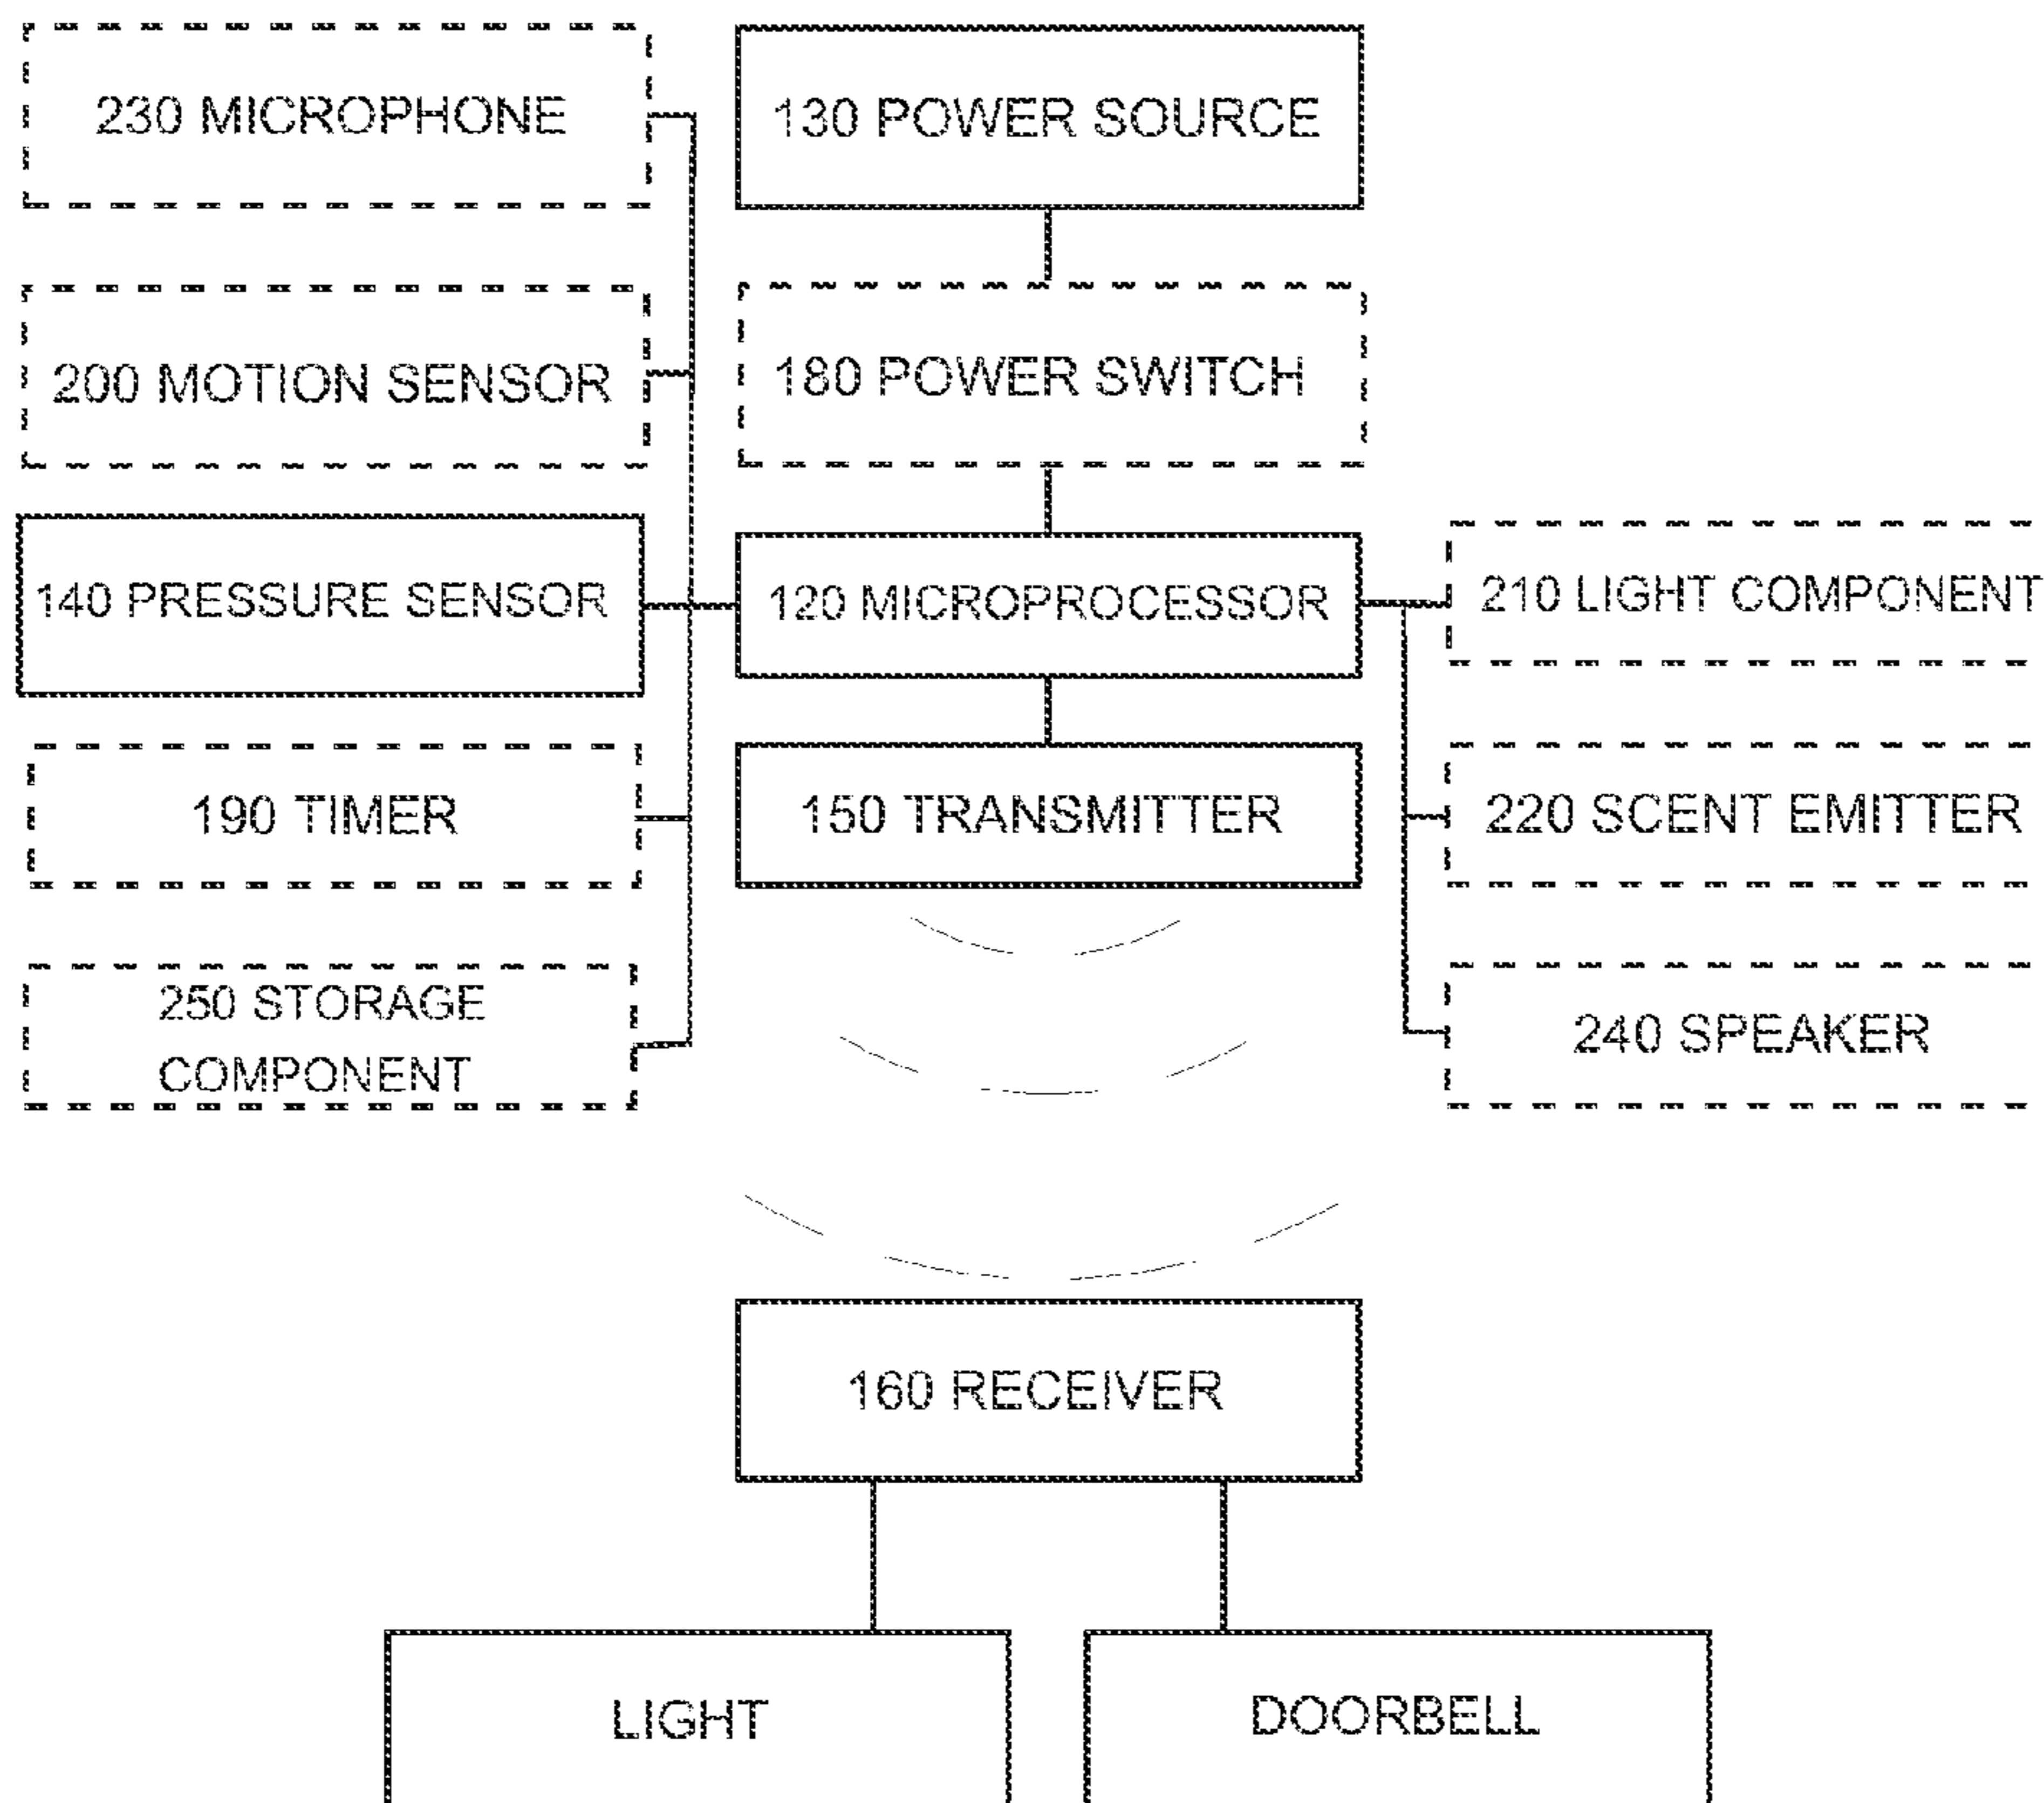 230 MICROPHONE
130 POWER SOURCE
200 MOTION SENSOR
180 POWER SWITCH
140 PRESSURE SENSOR
120 MICROPROCESSOR
210 LIGHT COMPONENT
190 TIMER
150 TRANSMITTER
220 SCENT EMITTER
250 STORAGE
COMPONENT
240 SPEAKER
160 RECEIVER
LIGHT
DOORBELL